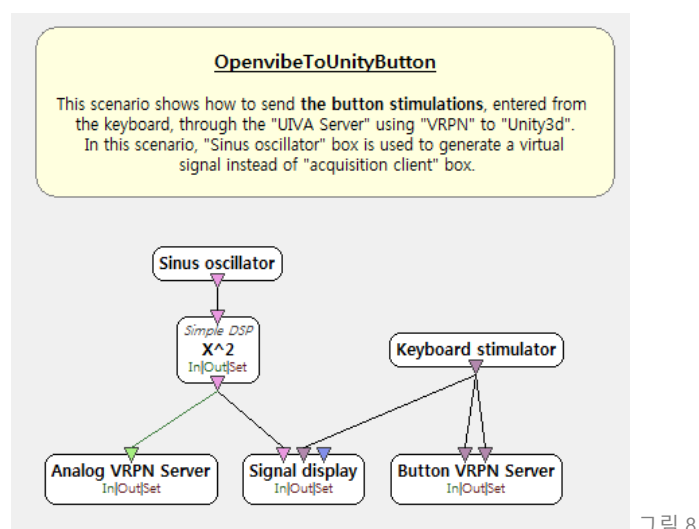 OpenvibeToUnityButton
This scenario shows how to send the button stimulations, entered from
the keyboard, through the "UIVA Server" using "VRPN" to "Unity3d".
In this scenario, "Sinus oscillator" box is used to generate a virtual
signal instead of "acquisition client" box.
Sinus oscillator
Simple DSP
X^2
In|Out|Set
Keyboard stimulator
Analog VRPN Server
In|Out|Set
Signal display
In|Out|Set
Button VRPN Server
In|Out|Set
그림 8